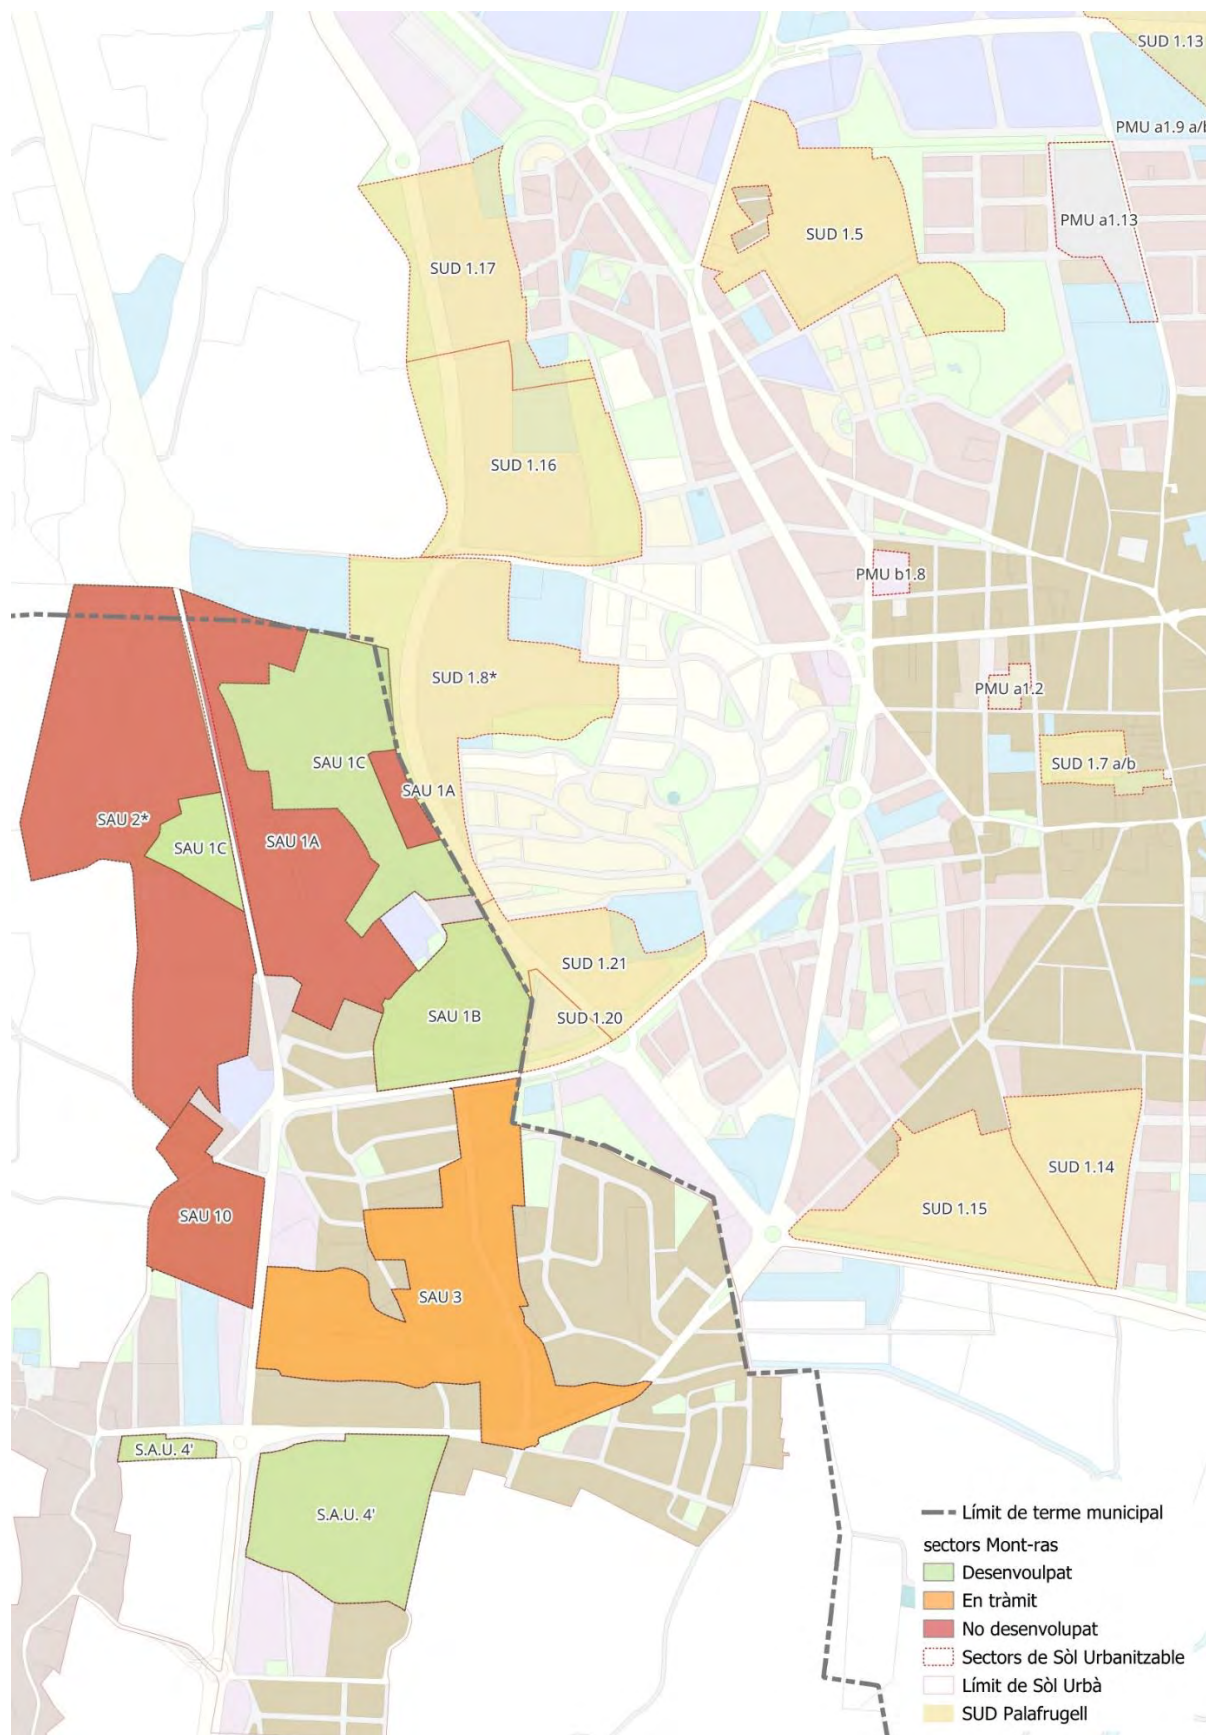 SUD 1.13
PMU a1.9 a/b
PMU a1.13
SUD 1.5
SUD 1.17
SUD 1.16
PMU b1.8
SUD 1.8*
PMU a1.2
SUD 1.7 a/b
SAU 1C
SAU 1A
SAU 2*
SAU 1A
SAU 1C
SUD 1.21
SAU 1B
SUD 1.20
SUD 1.14
SUD 1.15
SAU 10
SAU 3
S.A.U. 4'
S.A.U. 4'
Límit de terme municipal
sectors Mont-ras
Desenvoulpat
En tràmit
No desenvolupat
Sectors de Sòl Urbanitzable
Límit de Sòl Urbà
SUD Palafrugell